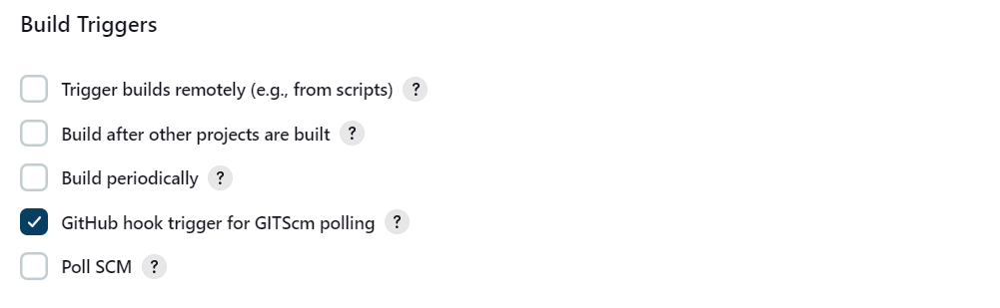 Build Triggers
Trigger builds remotely (e.g., from scripts) ?
Build after other projects are built ?
Build periodically ?
GitHub hook trigger for GITScm polling ?
Poll SCM ?